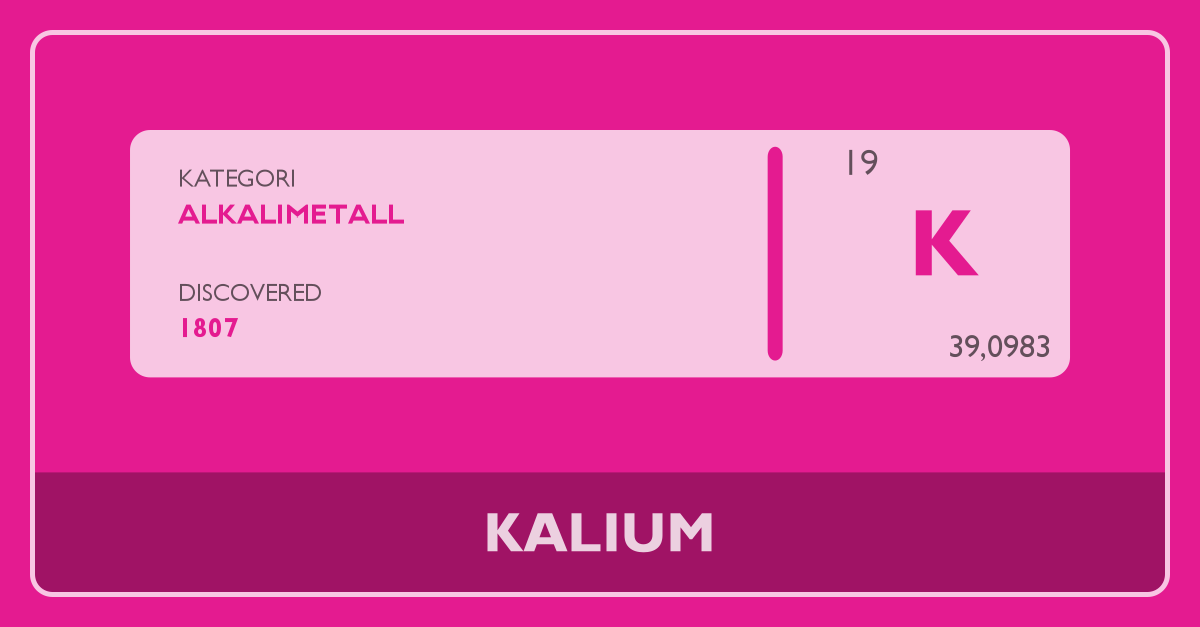 KATEGORI
ALKALIMETALL
DISCOVERED
1807
19
K
39,0983
KALIUM